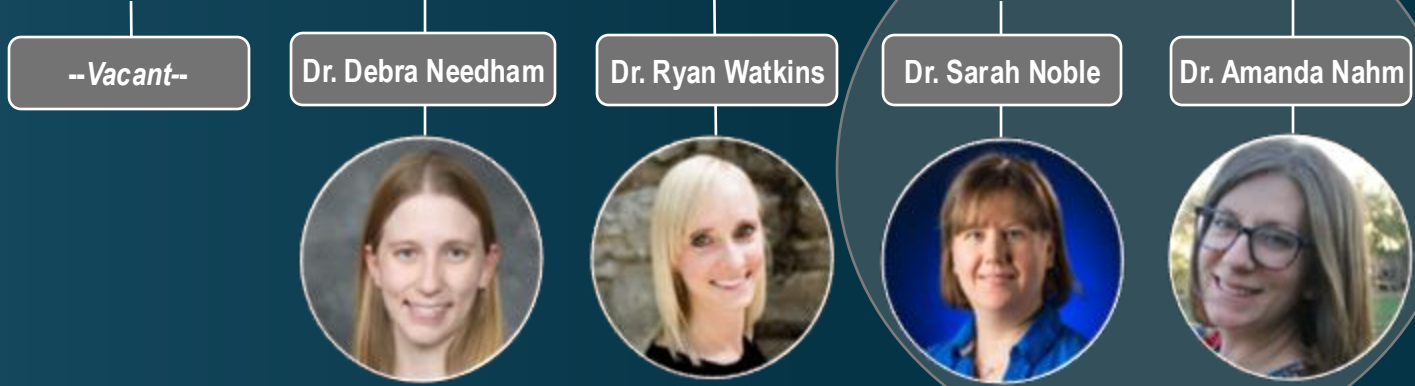 --Vacant--
Dr. Debra Needham
Dr. Ryan Watkins
Dr. Sarah Noble
Dr. Amanda Nahm